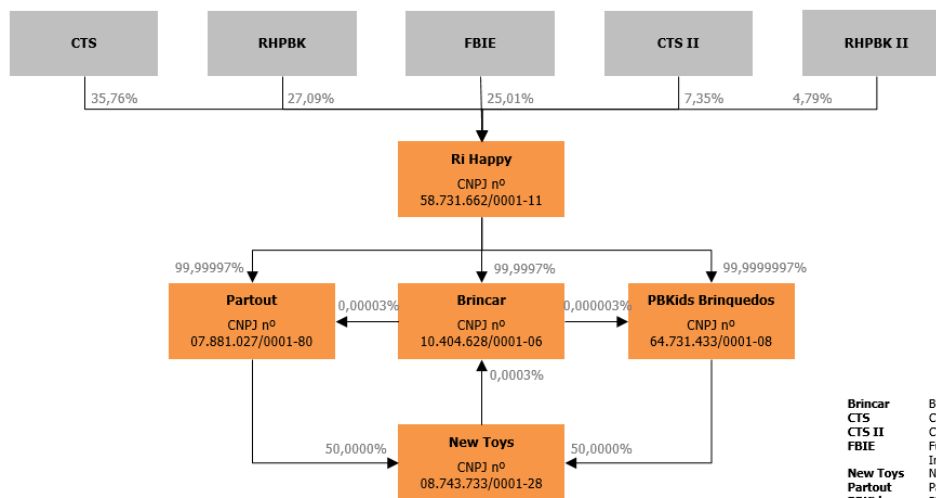 CTS
RHPBK
FBIE
CTS II
RHPBK II
35,76%
27,09%
25,01%
7,35%
4,79%
Ri Happy
CNPJ nº
58.731.662/0001-11
99,99997%
99,9997%
99,9999997%
Partout
CNPJ nº
07.881.027/0001-80
0,00003%
Brincar
CNPJ nº
10.404.628/0001-06
0,000003%
PBKids Brinquedos
CNPJ nº
64.731.433/0001-08
0,0003%
50,0000%
New Toys
CNPJ nº
08.743.733/0001-28
50,0000%
Brincar B
CTS C
CTS II C
FBIE F
In
New Toys N
Partout P